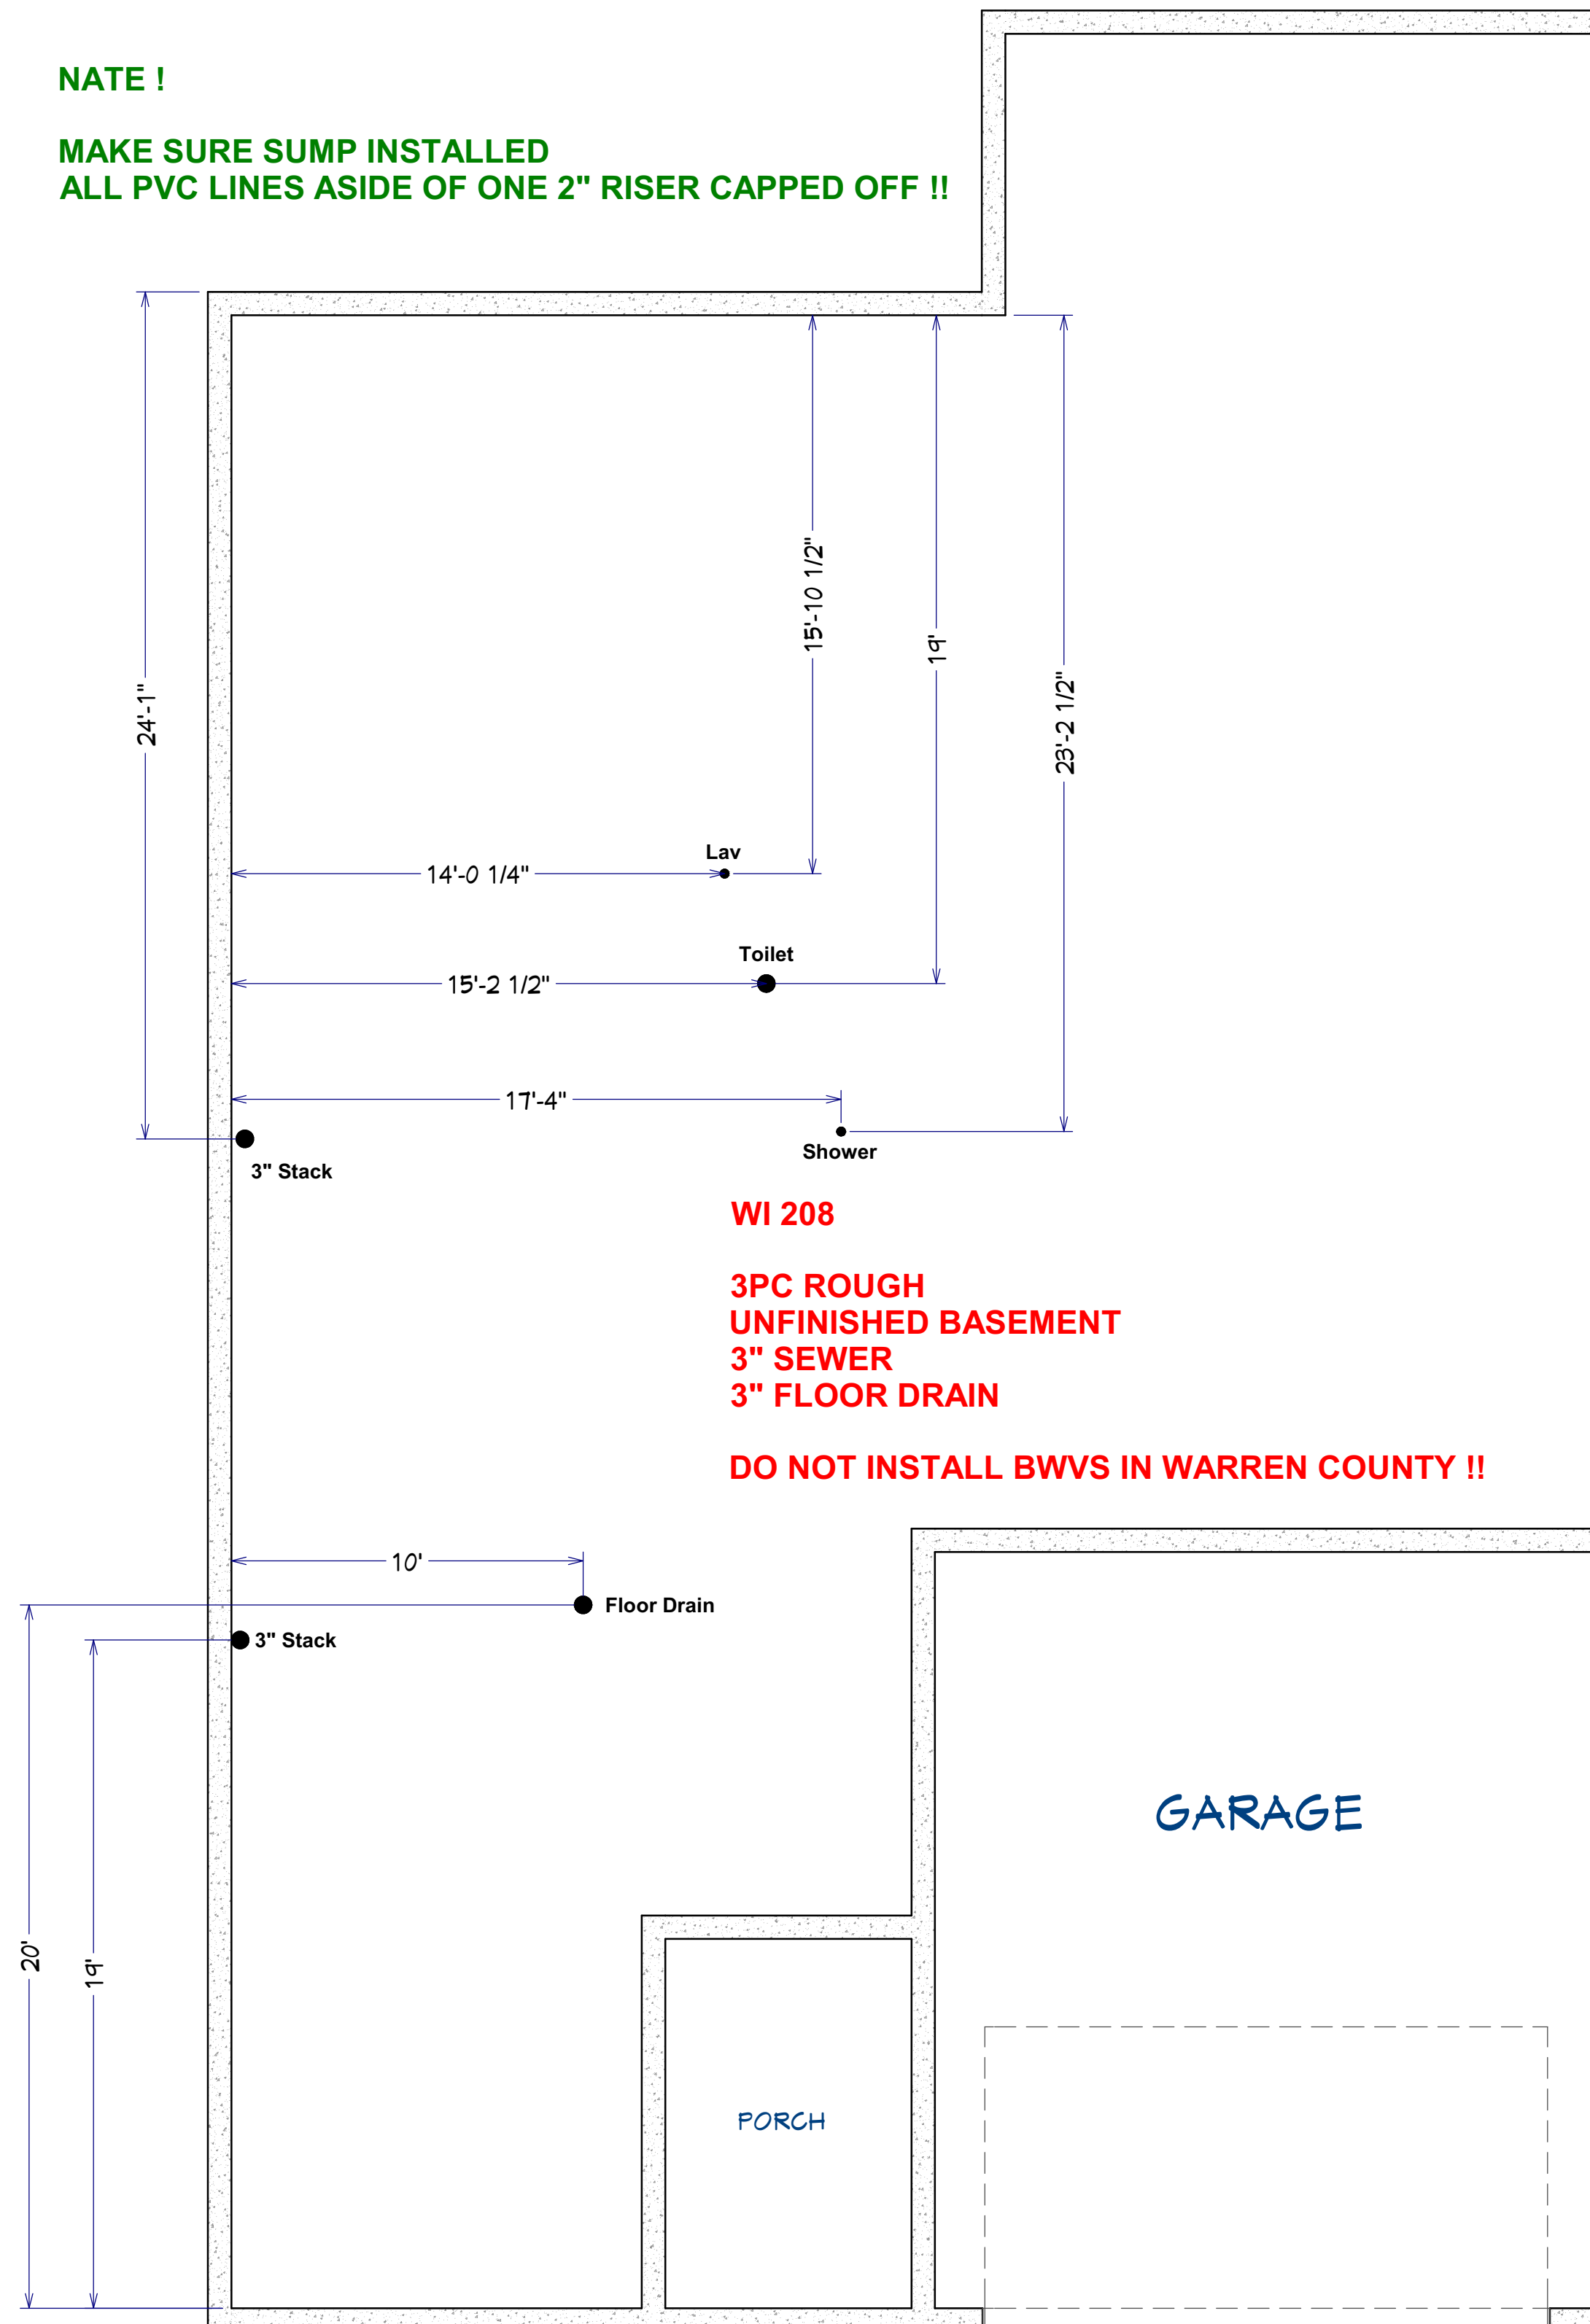 NATE !
MAKE SURE SUMP INSTALLED
ALL PVC LINES ASIDE OF ONE 2" RISER CAPPED OFF !!
15'-10 1/2"
19'
24'-1"
23'-2 1/2"
Lav
14'-0 1/4"
Toilet
15'-2 1/2"
17'-4"
Shower
3" Stack
WI 208
3PC ROUGH
UNFINISHED BASEMENT
3" SEWER
3" FLOOR DRAIN
DO NOT INSTALL BWVS IN WARREN COUNTY !!
10'
Floor Drain
3" Stack
GARAGE
20'
19'
PORCH